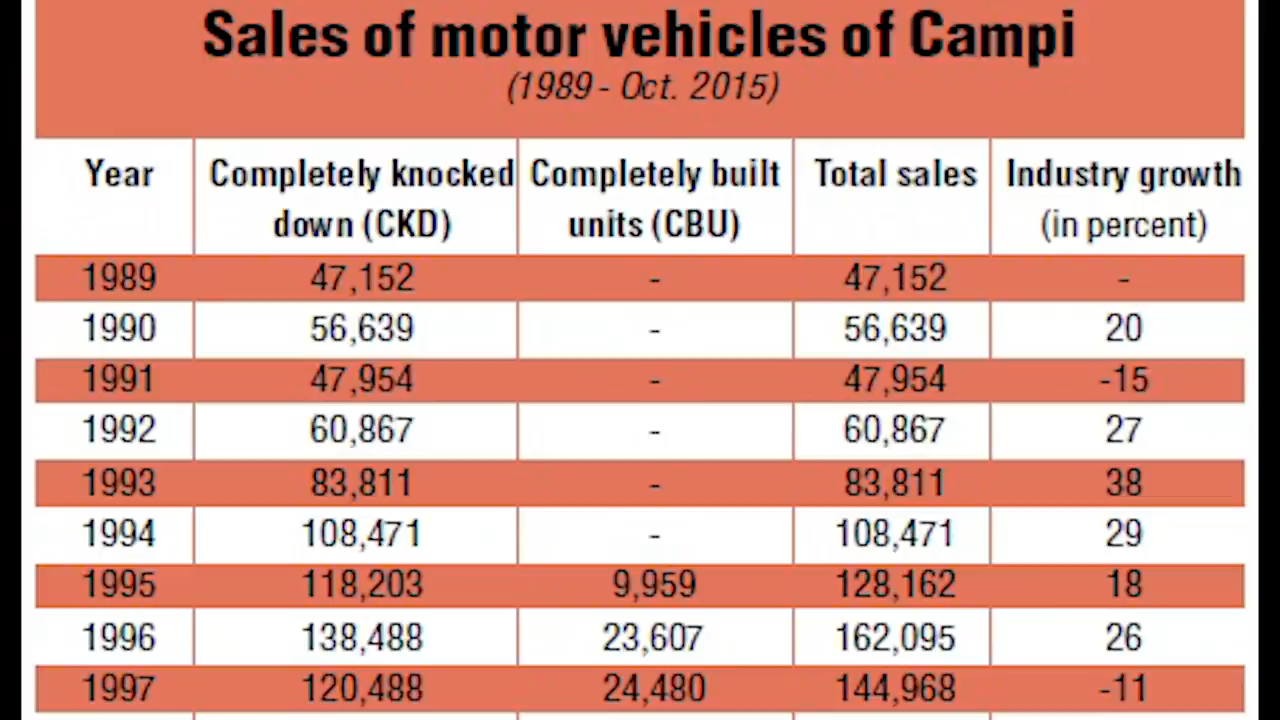 Sales of motor vehicles of Campi
(1989 - Oct. 2015)
Year Completely knocked down (CKD) Completely built units (CBU) Total sales Industry growth (in percent)
1989 47,152 - 47,152 -
1990 56,639 - 56,639 20
1991 47,954 - 47,954 -15
1992 60,867 - 60,867 27
1993 83,811 - 83,811 38
1994 108,471 - 108,471 29
1995 118,203 9,959 128,162 18
1996 138,488 23,607 162,095 26
1997 120,488 24,480 144,968 -11